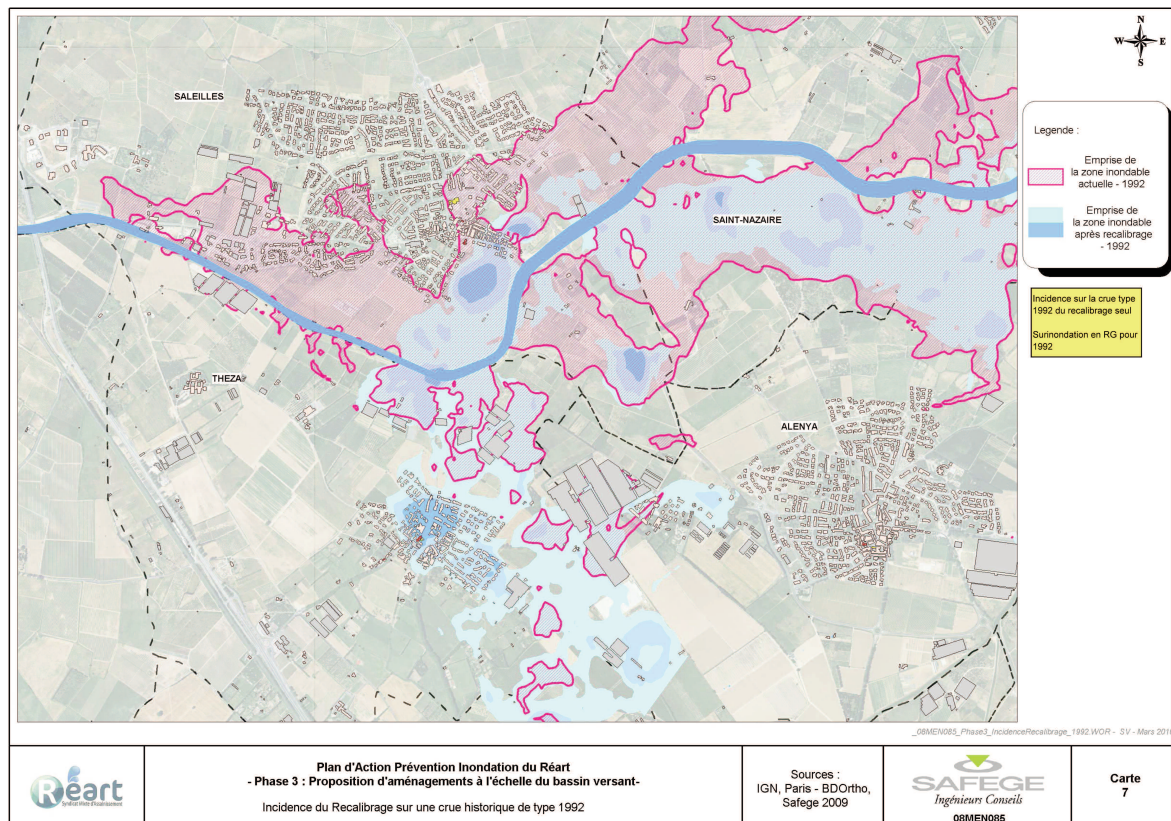 SALEILLES
SAINT-NAZAIRE
THEZA
ALENYA
N
W E
S
Legende :
Emprise de
la zone inondable
actuelle - 1992
Emprise de
la zone inondable
après recalibrage
- 1992
Incidence sur la crue type
1992 du recalibrage seul
Surinondation en RG pour
1992
_08MEN085_Phase3_IncidenceRecalibrage_1992.WOR - SV - Mars 201
Réart
Plan d'Action Prévention Inondation du Réart
- Phase 3 : Proposition d'aménagements à l'échelle du bassin versant-
Incidence du Recalibrage sur une crue historique de type 1992
Sources :
IGN, Paris - BDOrtho,
Safege 2009
SAFEGE
Ingénieurs Conseils
08MEN085
Carte
7